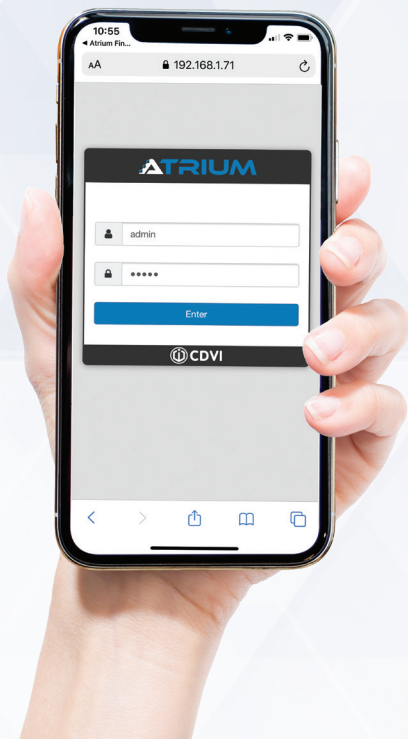 10:55
◀ Atrium Fin...
AA 192.168.1.71
ATRIUM
admin
•••••
Enter
CDVI